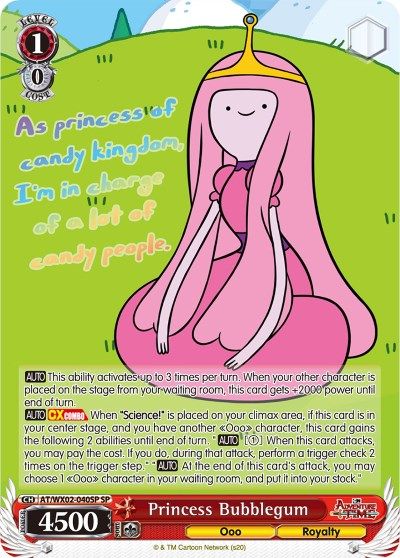 LEVEL
1
0
COST
As princess of
candy kingdom,
I'm in charge
of a lot of
candy people.
AUTO This ability activates up to 3 times per turn. When your other character is
placed on the stage from your waiting room, this card gets +2000 power until
end of turn.
AUTO CX COMBO When "Science!" is placed on your climax area, if this card is in
your center stage, and you have another «Ooo» character, this card gains
the following 2 abilities until end of turn. " AUTO [(1)] When this card attacks,
you may pay the cost. If you do, during that attack, perform a trigger check 2
times on the trigger step." " AUTO At the end of this card's attack, you may
choose 1 «Ooo» character in your waiting room, and put it into your stock."
CH AT/WX02-040SP SP
Princess Bubblegum
ADVENTURE TIME
POWER
4500
Ooo
Royalty
© & TM Cartoon Network (s20)